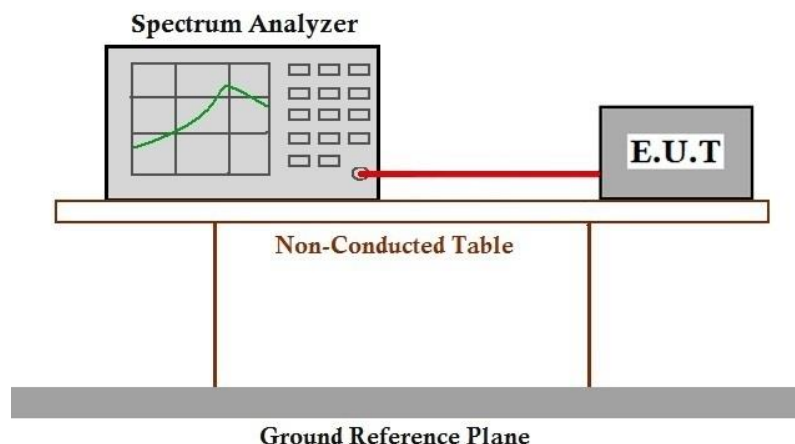 Spectrum Analyzer
E.U.T
Non-Conducted Table
Ground Reference Plane